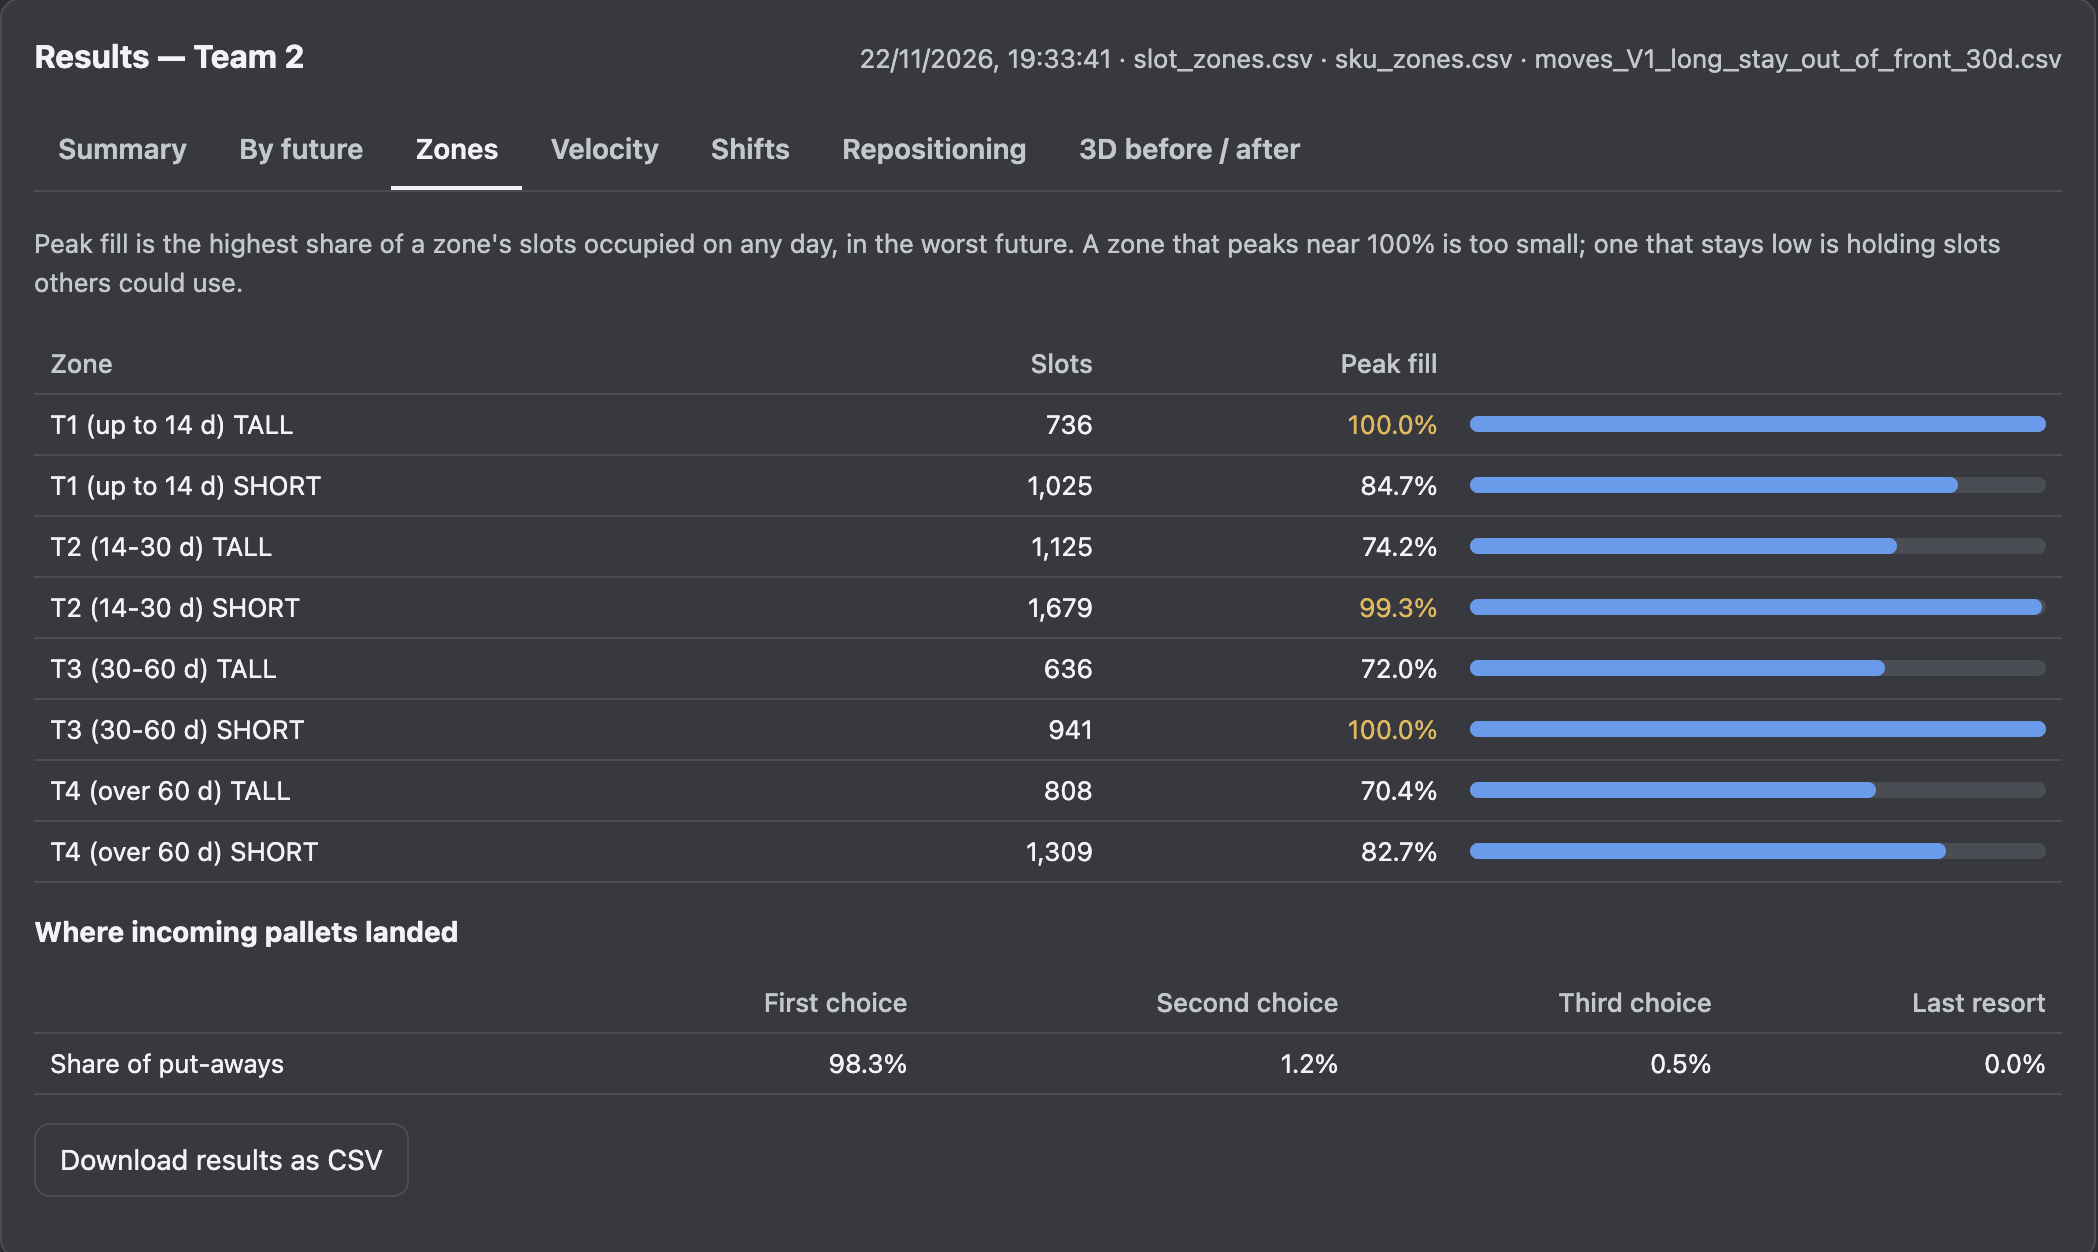 Results — Team 2
22/11/2026, 19:33:41 · slot_zones.csv · sku_zones.csv · moves_V1_long_stay_out_of_front_30d.csv
Summary By future Zones Velocity Shifts Repositioning 3D before / after
Peak fill is the highest share of a zone's slots occupied on any day, in the worst future. A zone that peaks near 100% is too small; one that stays low is holding slots
others could use.
Zone Slots Peak fill
T1 (up to 14 d) TALL 736 100.0%
T1 (up to 14 d) SHORT 1,025 84.7%
T2 (14-30 d) TALL 1,125 74.2%
T2 (14-30 d) SHORT 1,679 99.3%
T3 (30-60 d) TALL 636 72.0%
T3 (30-60 d) SHORT 941 100.0%
T4 (over 60 d) TALL 808 70.4%
T4 (over 60 d) SHORT 1,309 82.7%
Where incoming pallets landed
First choice Second choice Third choice Last resort
Share of put-aways 98.3% 1.2% 0.5% 0.0%
Download results as CSV